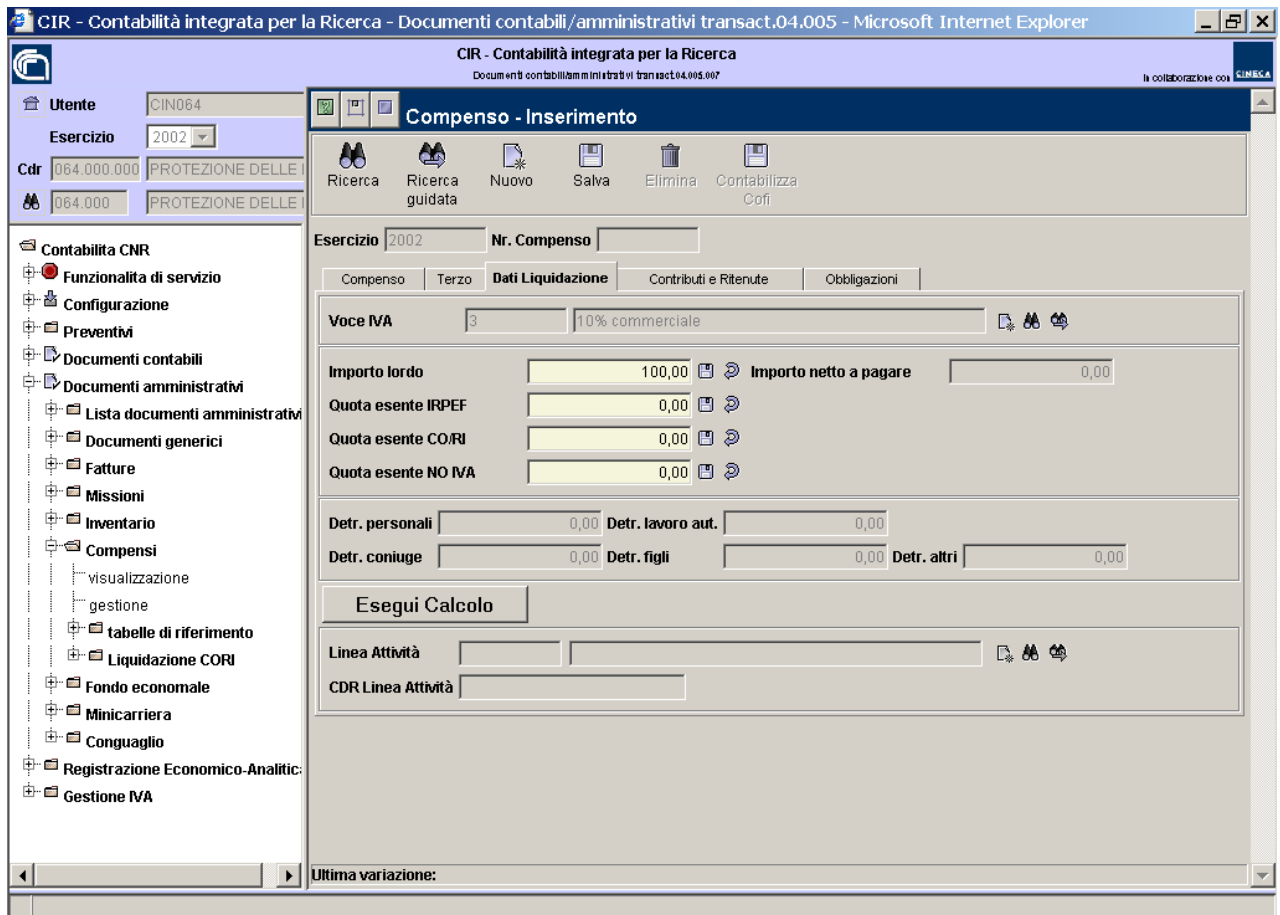 CIR - Contabilità integrata per la Ricerca - Documenti contabili/amministrativi transact.04.005 - Microsoft Internet Explorer
CIR - Contabilità integrata per la Ricerca
Documenti contabili/amministrativi transact.04.005.007
In collaborazione con CINECA
Utente CIN064
Esercizio 2002
Cdr 064.000.000 PROTEZIONE DELLE I
064.000 PROTEZIONE DELLE I
Contabilita CNR
Funzionalita di servizio
Configurazione
Preventivi
Documenti contabili
Documenti amministrativi
Lista documenti amministrativi
Documenti generici
Fatture
Missioni
Inventario
Compensi
visualizzazione
gestione
tabelle di riferimento
Liquidazione CORI
Fondo economale
Minicarriera
Conguaglio
Registrazione Economico-Analitica
Gestione IVA
Compenso - Inserimento
Ricerca Ricerca guidata Nuovo Salva Elimina Contabilizza Cofi
Esercizio 2002 Nr. Compenso
Compenso Terzo Dati Liquidazione Contributi e Ritenute Obbligazioni
Voce IVA 3 10% commerciale
Importo lordo 100,00 Importo netto a pagare 0,00
Quota esente IRPEF 0,00
Quota esente CO/RI 0,00
Quota esente NO IVA 0,00
Detr. personali 0,00 Detr. lavoro aut. 0,00
Detr. coniuge 0,00 Detr. figli 0,00 Detr. altri 0,00
Esegui Calcolo
Linea Attività
CDR Linea Attività
Ultima variazione: